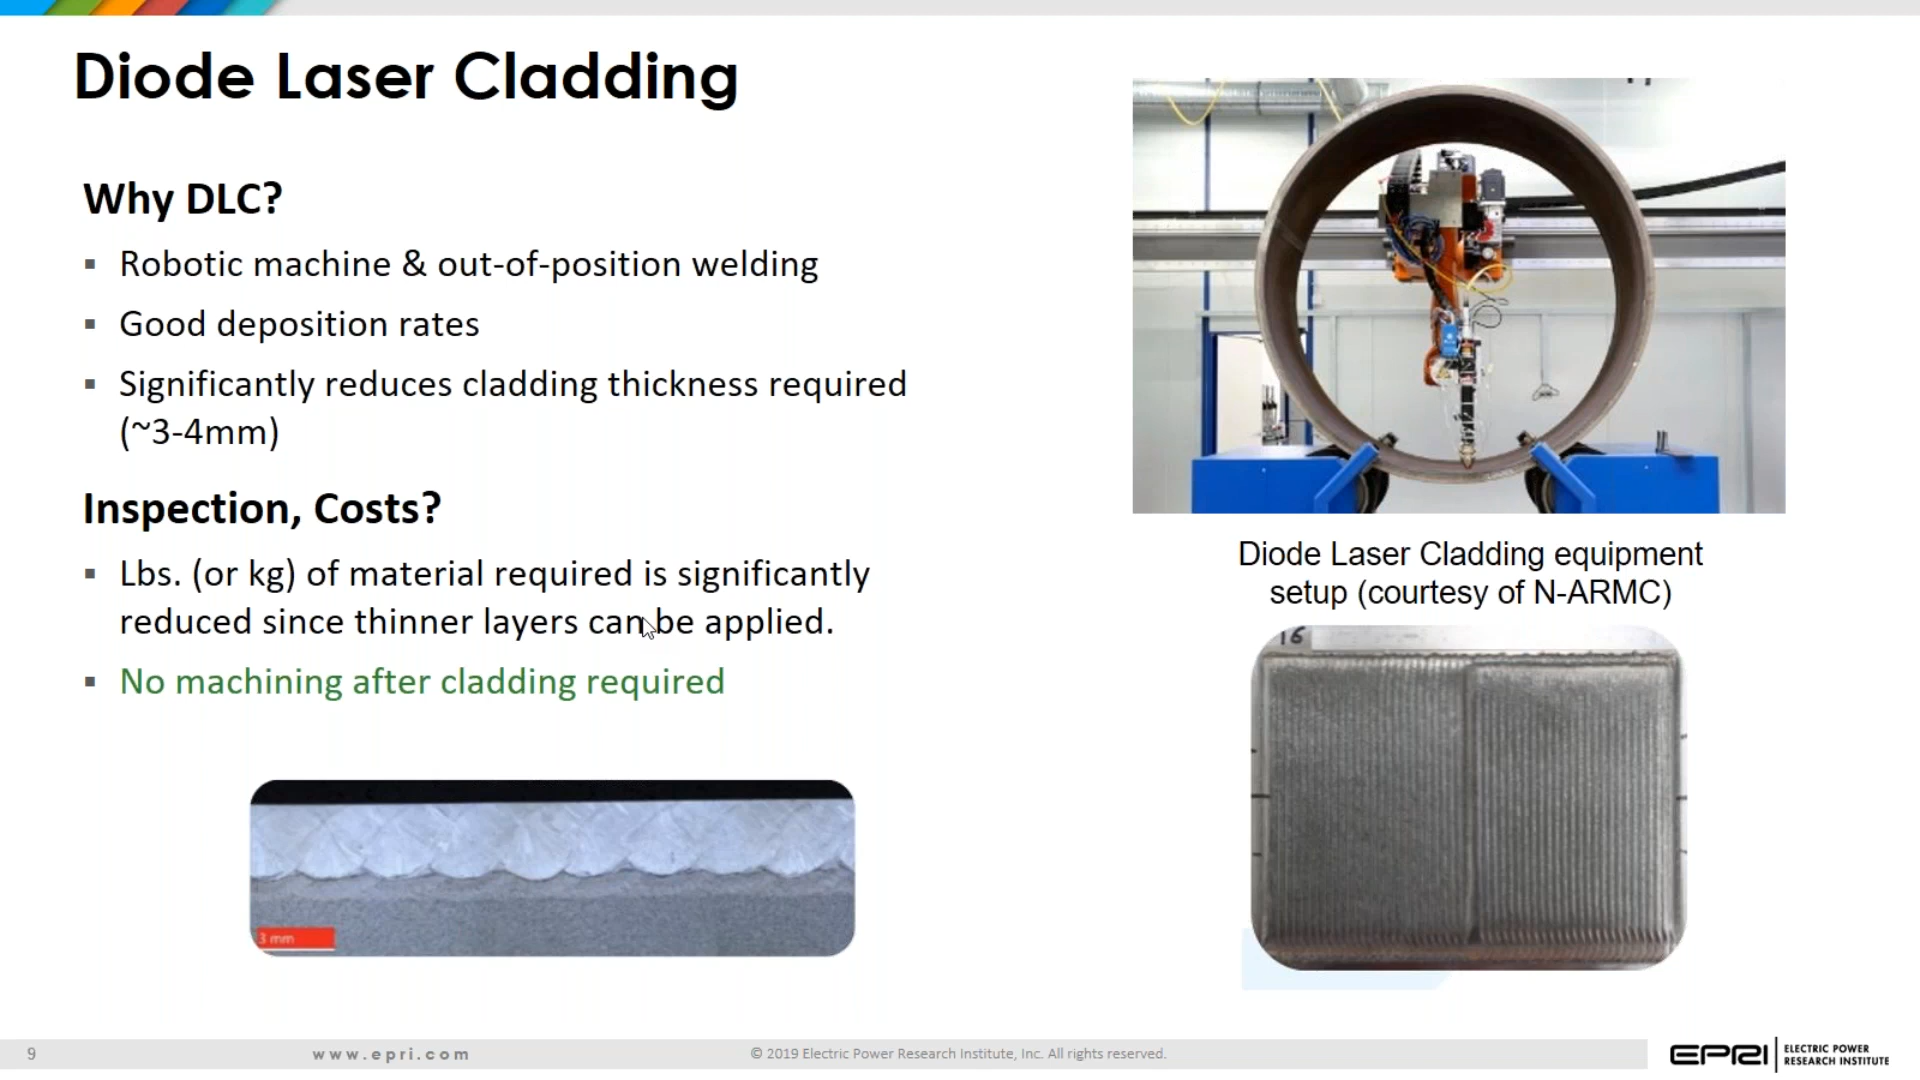 Diode Laser Cladding
Why DLC?
▪ Robotic machine & out-of-position welding
▪ Good deposition rates
▪ Significantly reduces cladding thickness required
(~3-4mm)
Inspection, Costs?
▪ Lbs. (or kg) of material required is significantly
reduced since thinner layers can be applied.
▪ No machining after cladding required
3 mm
Diode Laser Cladding equipment
setup (courtesy of N-ARMC)
16
9
www.epri.com
© 2019 Electric Power Research Institute, Inc. All rights reserved.
EPRI
ELECTRIC POWER
RESEARCH INSTITUTE